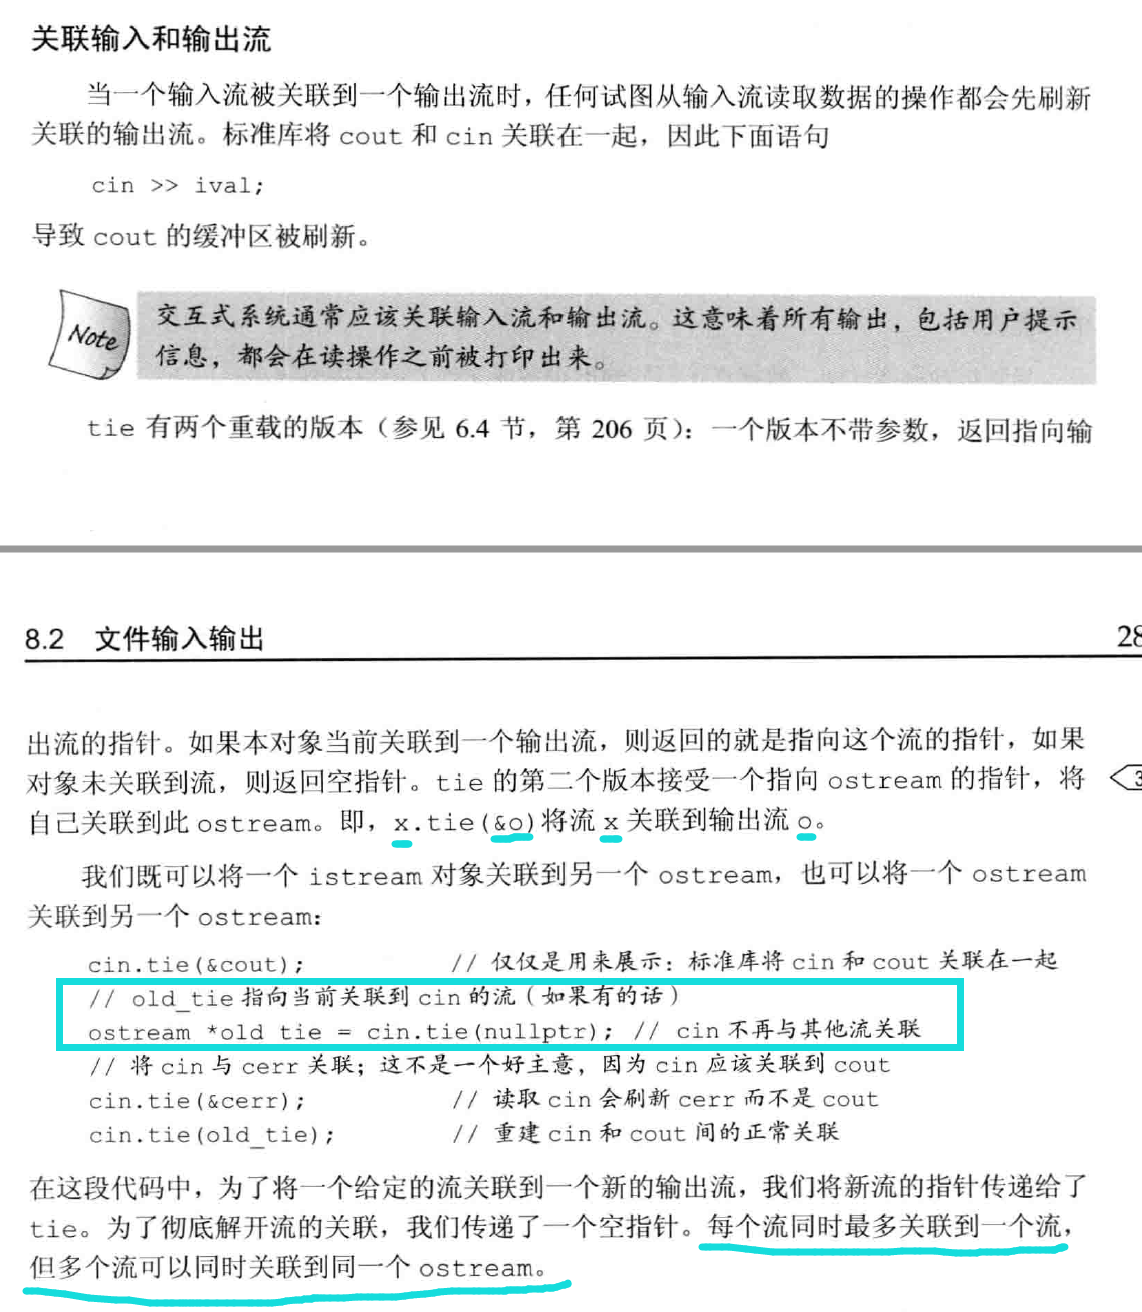 关联输入和输出流
当一个输入流被关联到一个输出流时，任何试图从输入流读取数据的操作都会先刷新
关联的输出流。标准库将 cout 和 cin 关联在一起，因此下面语句
cin >> ival;
导致 cout 的缓冲区被刷新。
Note
交互式系统通常应该关联输入流和输出流。这意味着所有输出，包括用户提示
信息，都会在读操作之前被打印出来。
tie 有两个重载的版本（参见 6.4 节，第 206 页）：一个版本不带参数，返回指向输
8.2 文件输入输出 28
出流的指针。如果本对象当前关联到一个输出流，则返回的就是指向这个流的指针，如果
对象未关联到流，则返回空指针。tie 的第二个版本接受一个指向 ostream 的指针，将 3
自己关联到此 ostream。即，x.tie(&o)将流 x 关联到输出流 o。
我们既可以将一个 istream 对象关联到另一个 ostream，也可以将一个 ostream
关联到另一个 ostream：
cin.tie(&cout); // 仅仅是用来展示：标准库将 cin 和 cout 关联在一起
// old_tie 指向当前关联到 cin 的流（如果有的话）
ostream *old tie = cin.tie(nullptr); // cin 不再与其他流关联
// 将 cin 与 cerr 关联；这不是一个好主意，因为 cin 应该关联到 cout
cin.tie(&cerr); // 读取 cin 会刷新 cerr 而不是 cout
cin.tie(old_tie); // 重建 cin 和 cout 间的正常关联
在这段代码中，为了将一个给定的流关联到一个新的输出流，我们将新流的指针传递给了
tie。为了彻底解开流的关联，我们传递了一个空指针。每个流同时最多关联到一个流，
但多个流可以同时关联到同一个 ostream。